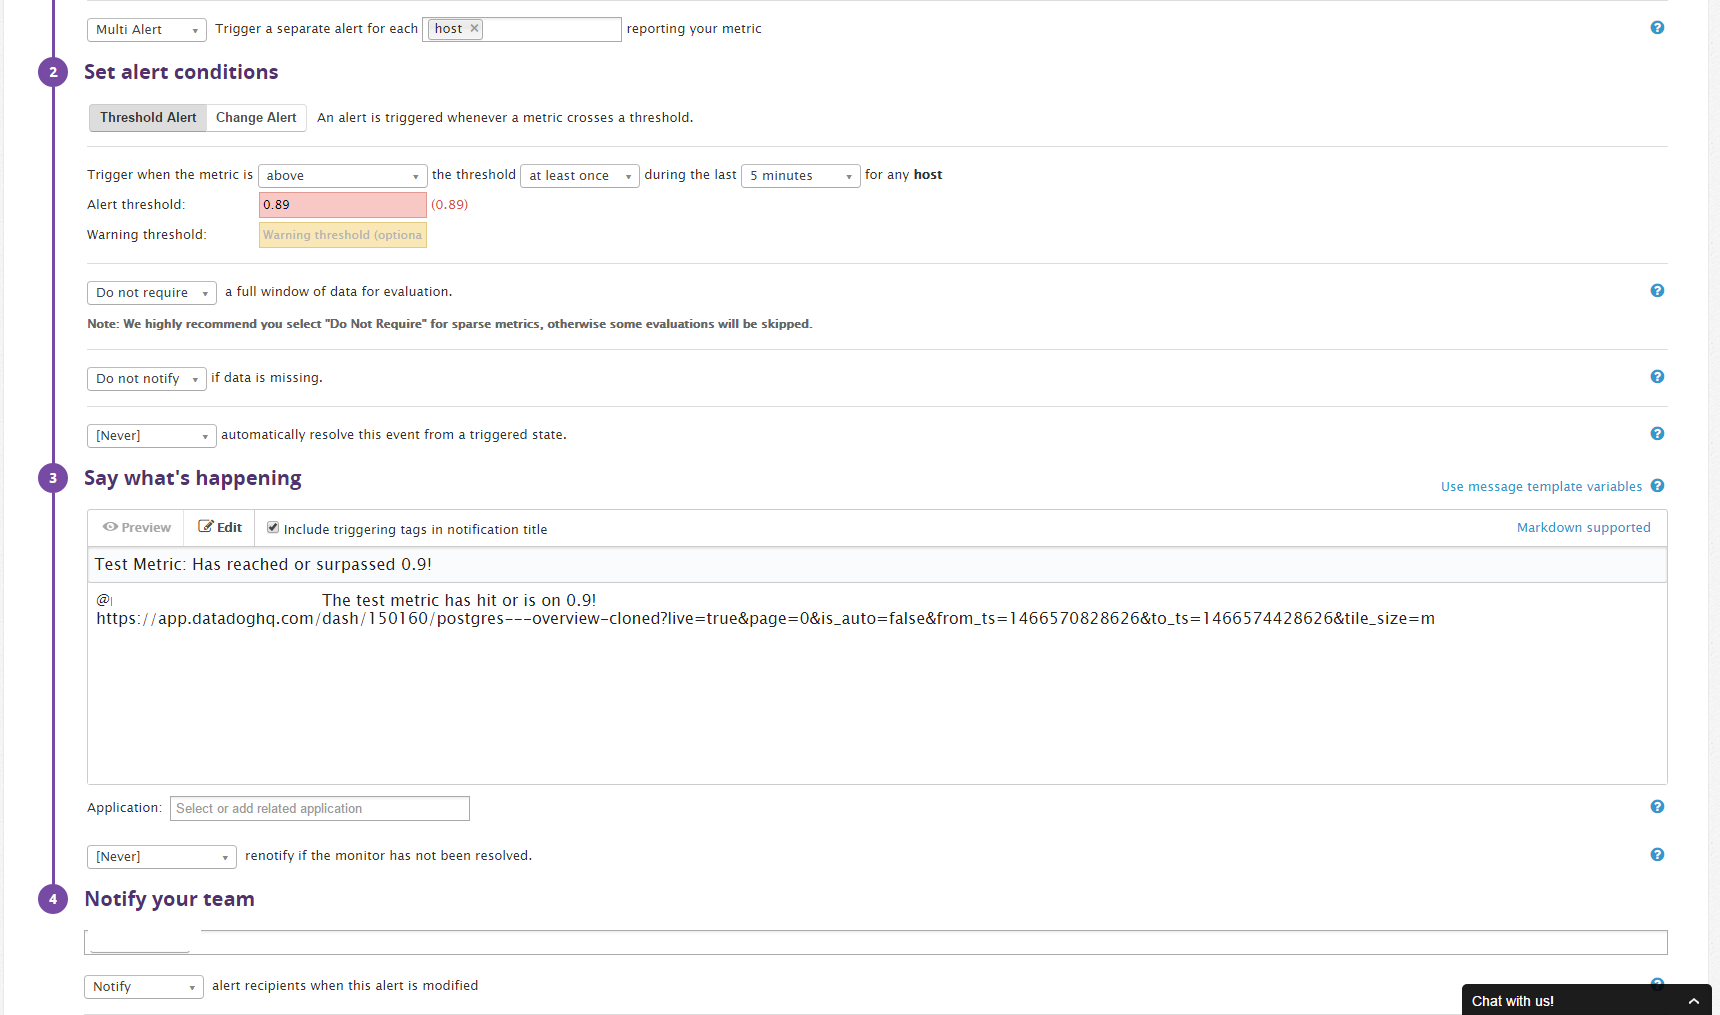 Multi Alert Trigger a separate alert for each host × reporting your metric
2 Set alert conditions
Threshold Alert Change Alert An alert is triggered whenever a metric crosses a threshold.
Trigger when the metric is above the threshold at least once during the last 5 minutes for any host
Alert threshold: 0.89 (0.89)
Warning threshold: Warning threshold (optiona
Do not require a full window of data for evaluation.
Note: We highly recommend you select "Do Not Require" for sparse metrics, otherwise some evaluations will be skipped.
Do not notify if data is missing.
[Never] automatically resolve this event from a triggered state.
3 Say what's happening
Use message template variables
Preview Edit Include triggering tags in notification title Markdown supported
Test Metric: Has reached or surpassed 0.9!
@ The test metric has hit or is on 0.9!
https://app.datadoghq.com/dash/150160/postgres---overview-cloned?live=true&page=0&is_auto=false&from_ts=1466570828626&to_ts=1466574428626&tile_size=m
Application: Select or add related application
[Never] renotify if the monitor has not been resolved.
4 Notify your team
Notify alert recipients when this alert is modified
Chat with us!